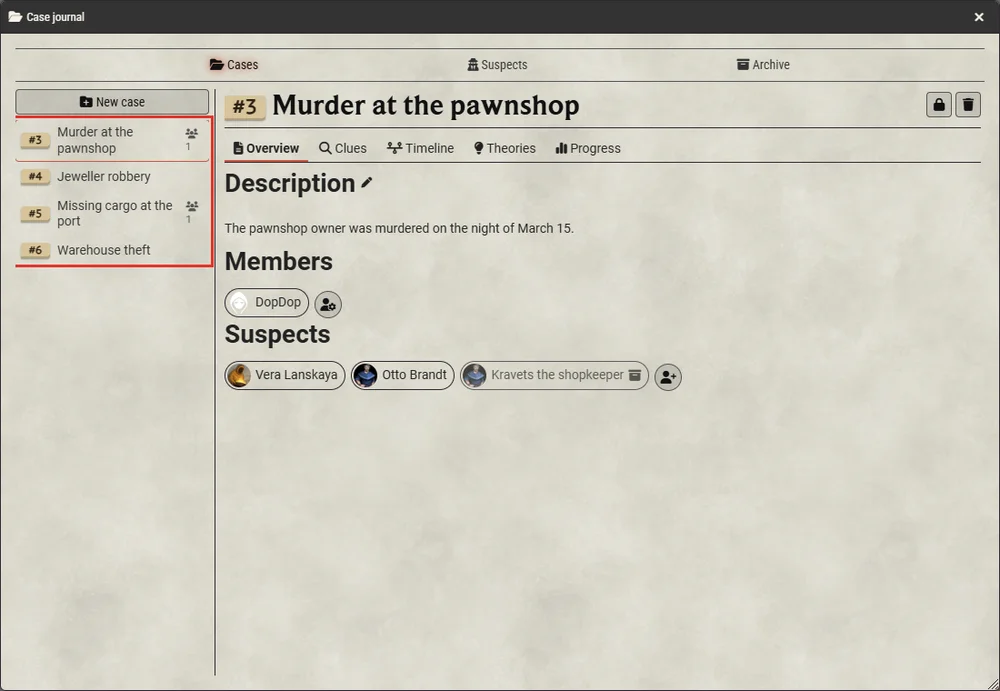 Case journal
Cases Suspects Archive
New case
#3 Murder at the pawnshop
1
#4 Jeweller robbery
#5 Missing cargo at the port
1
#6 Warehouse theft
#3 Murder at the pawnshop
Overview Clues Timeline Theories Progress
Description
The pawnshop owner was murdered on the night of March 15.
Members
DopDop
Suspects
Vera Lanskaya Otto Brandt Kravets the shopkeeper